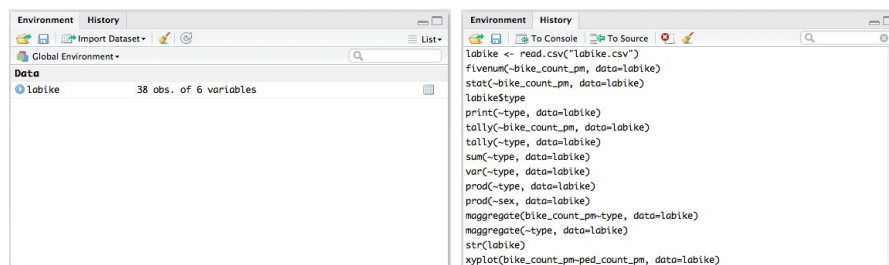 Environment History
Import Dataset List
Global Environment
Data
labike 38 obs. of 6 variables
Environment History
To Console To Source
labike <- read.csv("labike.csv")
fivenum(~bike_count_pm, data=labike)
stat(~bike_count_pm, data=labike)
labike$type
print(~type, data=labike)
tally(~bike_count_pm, data=labike)
tally(~type, data=labike)
sum(~type, data=labike)
var(~type, data=labike)
prod(~type, data=labike)
prod(~sex, data=labike)
maggregate(bike_count_pm~type, data=labike)
maggregate(~type, data=labike)
str(labike)
xyplot(bike_count_pm~ped_count_pm, data=labike)